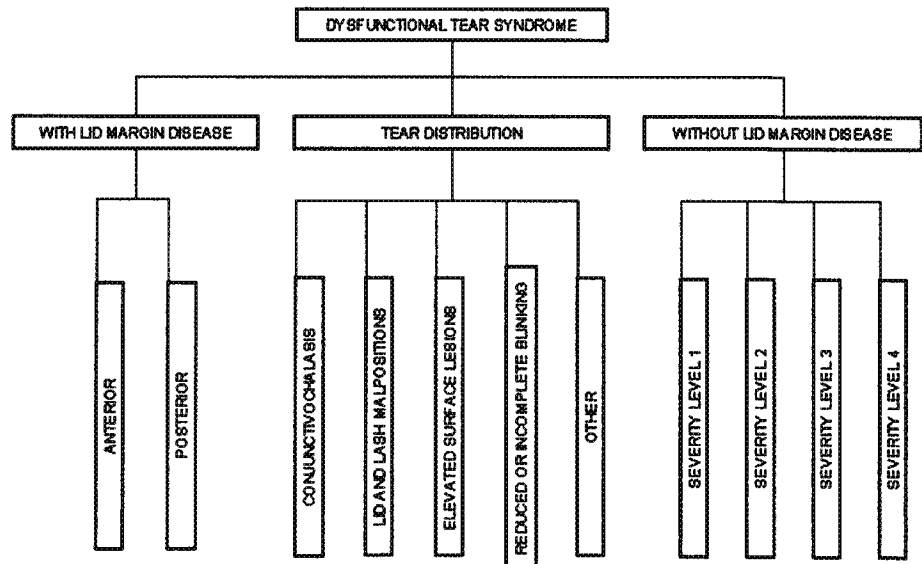 DYSFUNCTIONAL TEAR SYNDROME
WITH LID MARGIN DISEASE
TEAR DISTRIBUTION
WITHOUT LID MARGIN DISEASE
ANTERIOR
POSTERIOR
CONJUNCTIVOCHALASIS
LID AND LASH MALPOSITIONS
ELEVATED SURFACE LESIONS
REDUCED OR INCOMPLETE BLINKING
OTHER
SEVERITY LEVEL 1
SEVERITY LEVEL 2
SEVERITY LEVEL 3
SEVERITY LEVEL 4